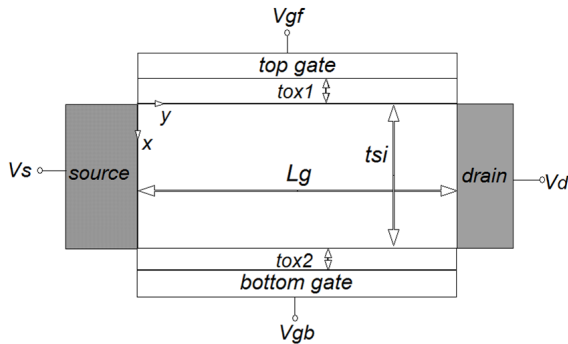 Vgf
top gate
tox1
y
x
tsi
Vs
source
Lg
drain
Vd
tox2
bottom gate
Vgb